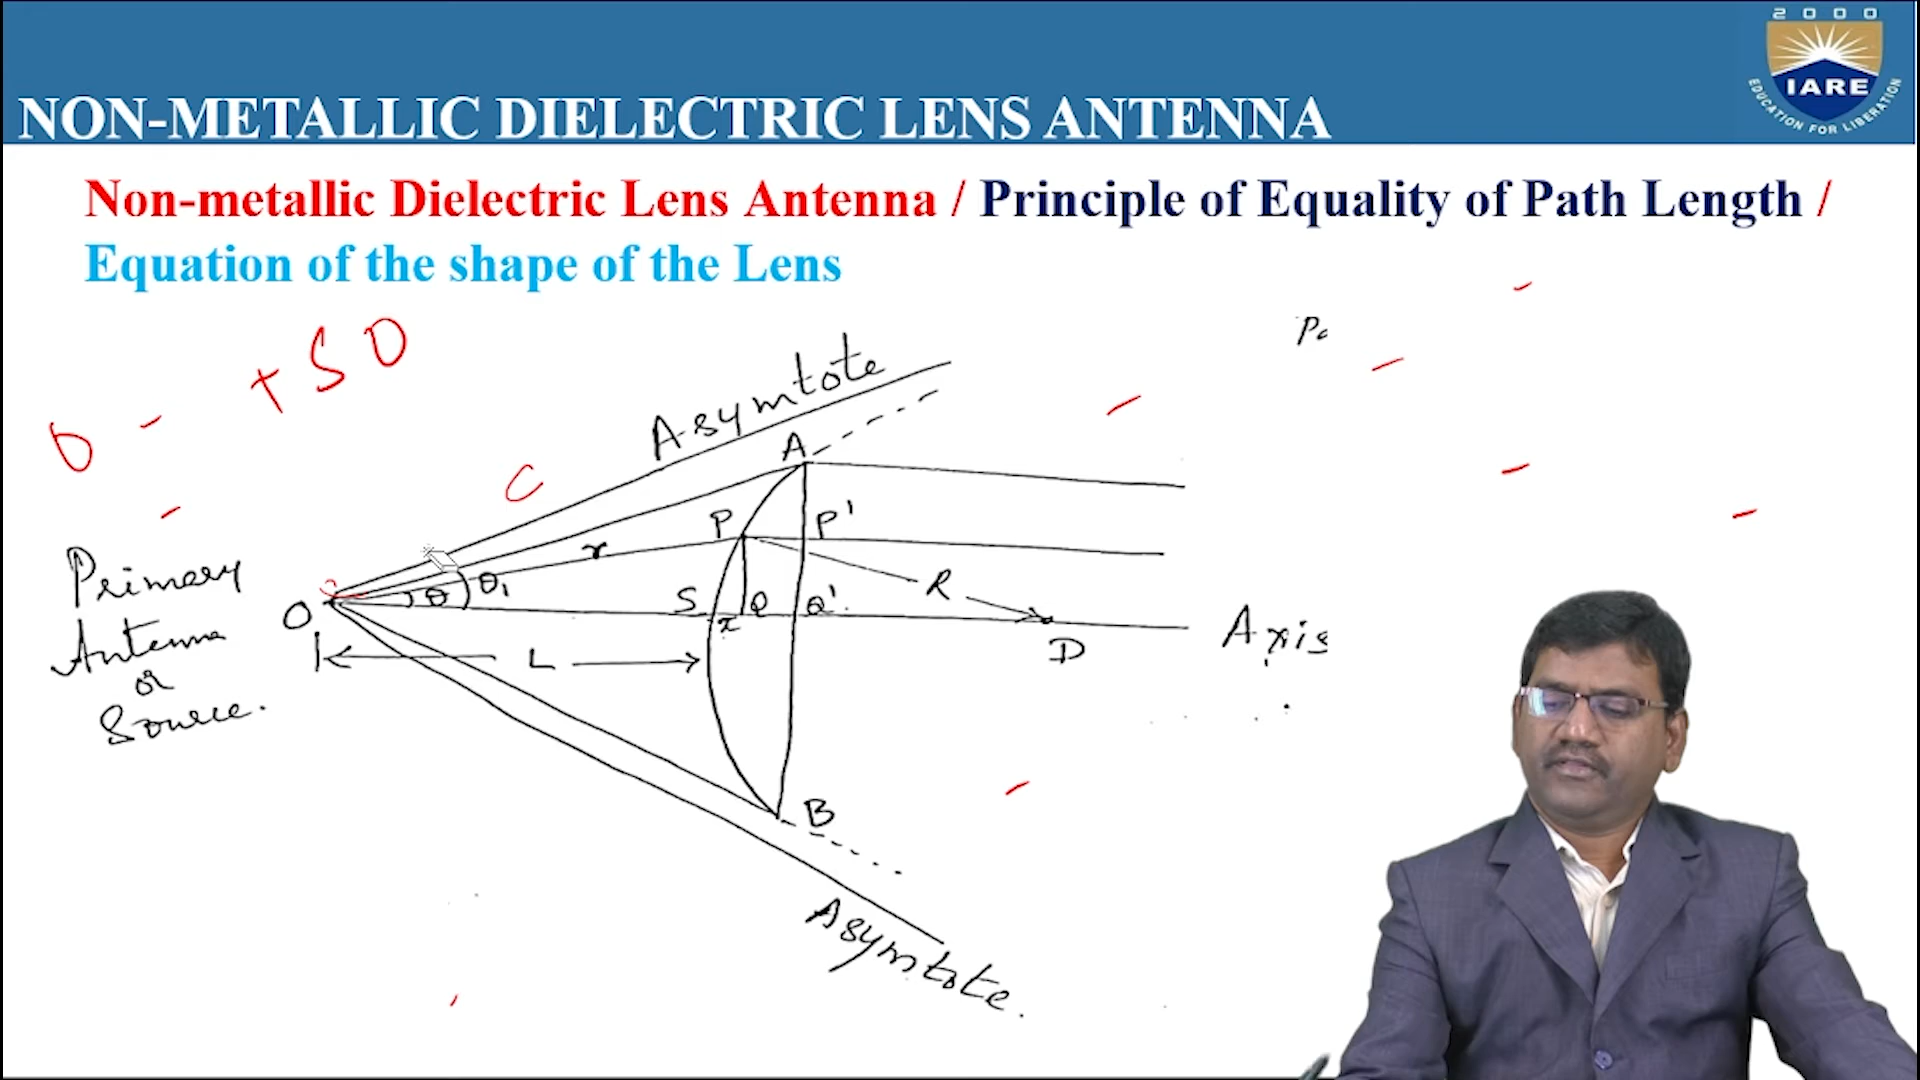 2000
IARE
EDUCATION FOR LIBERATION
NON-METALLIC DIELECTRIC LENS ANTENNA
Non-metallic Dielectric Lens Antenna / Principle of Equality of Path Length /
Equation of the shape of the Lens
+ S O
Asymtote
A
C
P
P'
r
R
Primary
Antenna
or
Source.
O
θ
θ₁
S
Q
Q'
x
Axis
L
D
B
Asymtote.